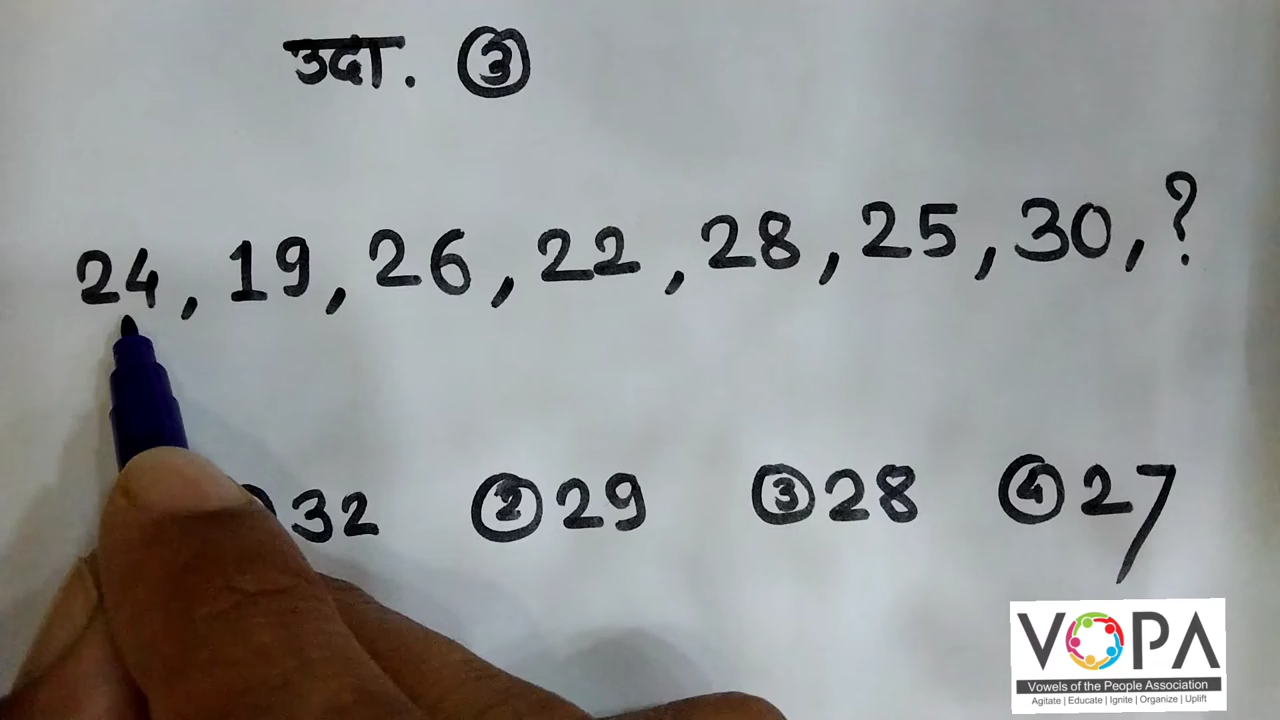 उदा. ③
24, 19, 26, 22, 28, 25, 30, ?
32 ② 29 ③ 28 ④ 27
VOPA
Vowels of the People Association
Agitate | Educate | Ignite | Organize | Uplift